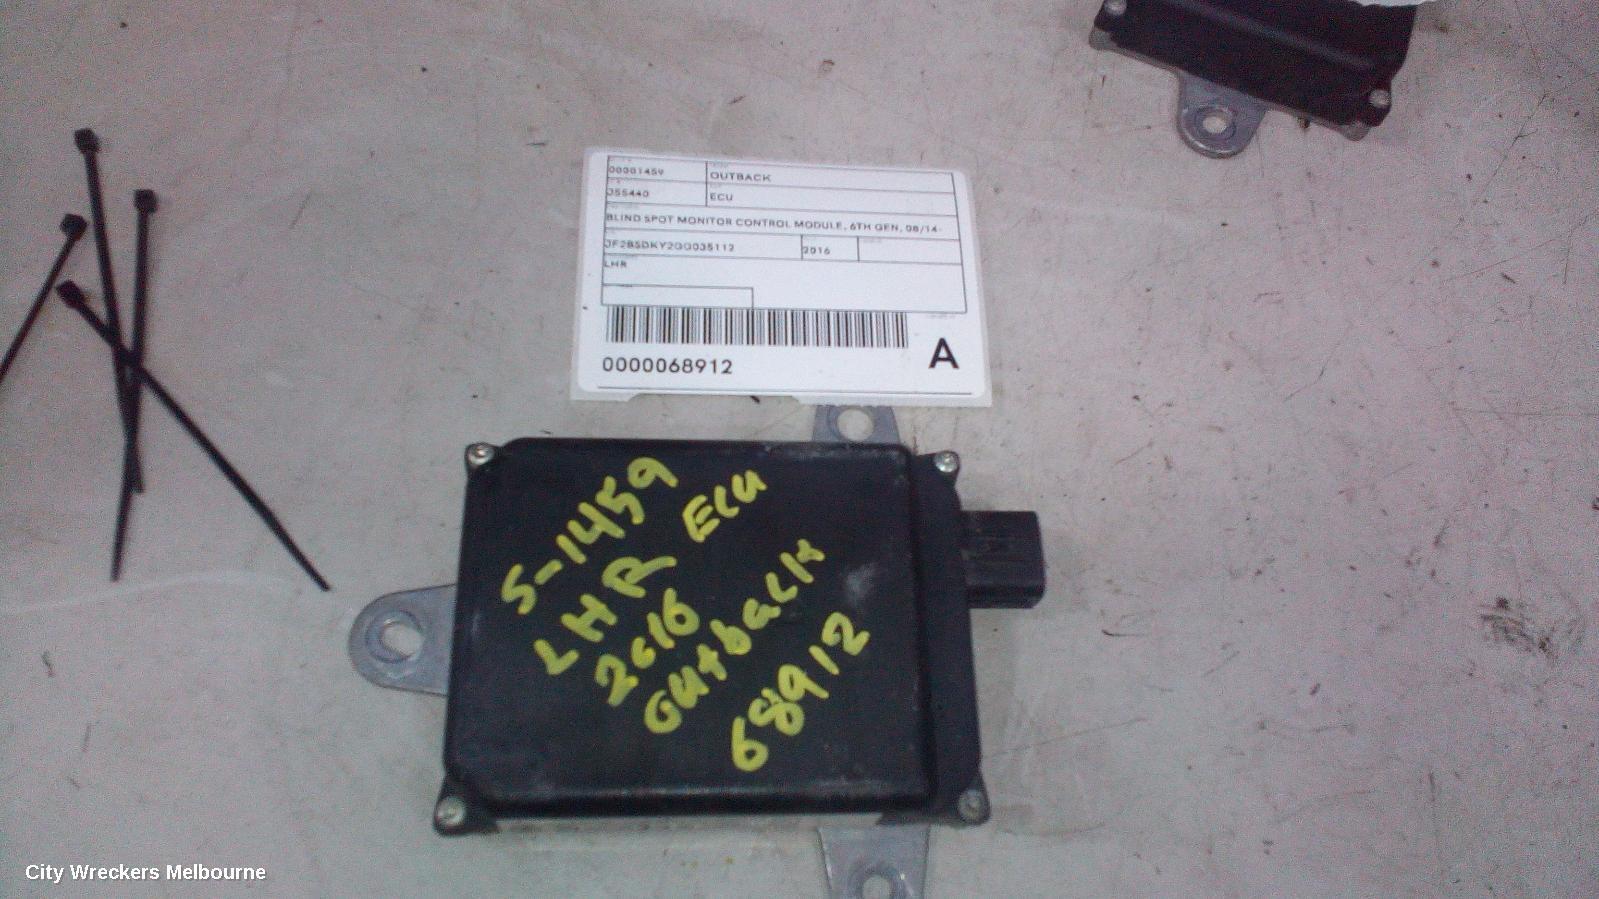 00001459
OUTBACK
J55440
ECU
BLIND SPOT MONITOR CONTROL MODULE, 6TH GEN, 08/14-
2016
LHR
0000068912
A
S-1459
LHR ECU
2016
Outback
68912
City Wreckers Melbourne